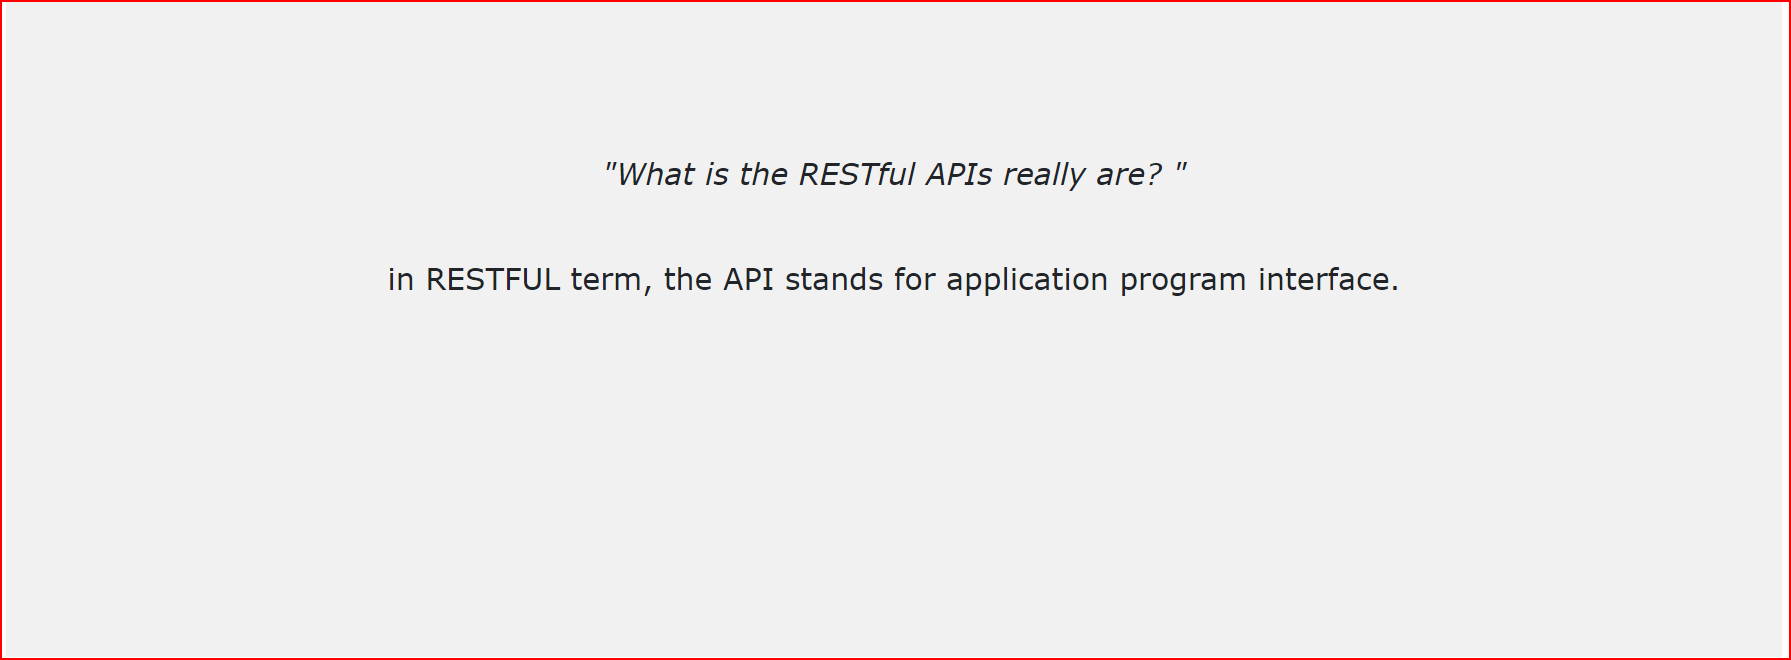 "What is the RESTful APIs really are? "
in RESTFUL term, the API stands for application program interface.